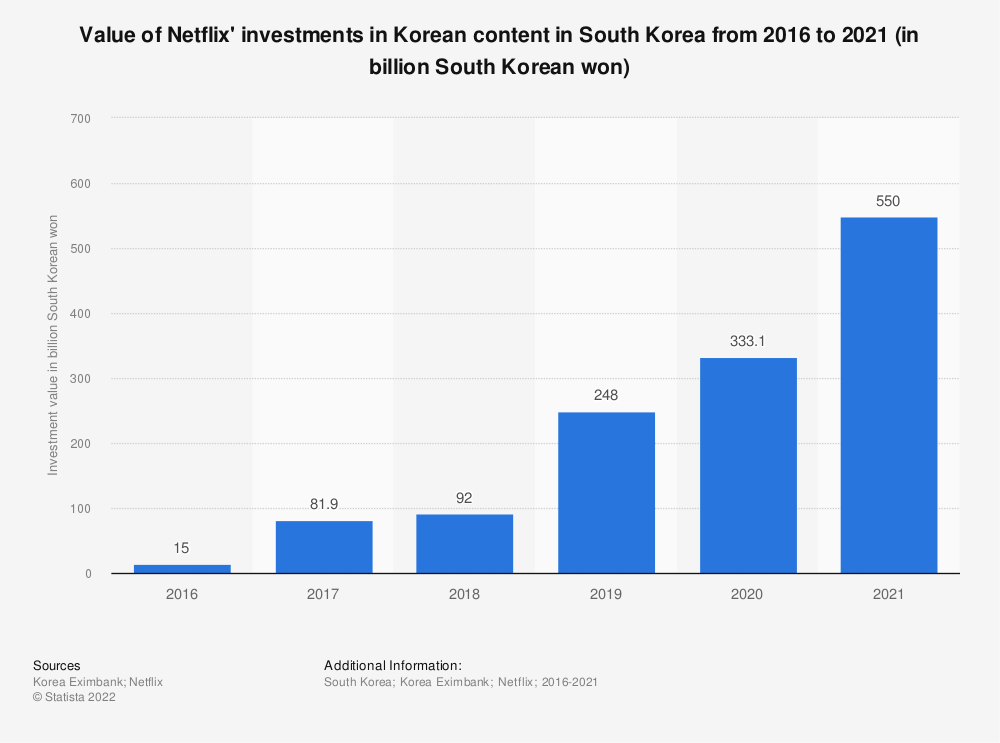 Value of Netflix' investments in Korean content in South Korea from 2016 to 2021 (in
billion South Korean won)
Investment value in billion South Korean won
700
600
500
400
300
200
100
0
15
81.9
92
248
333.1
550
2016
2017
2018
2019
2020
2021
Sources
Korea Eximbank; Netflix
© Statista 2022
Additional Information:
South Korea; Korea Eximbank; Netflix; 2016-2021